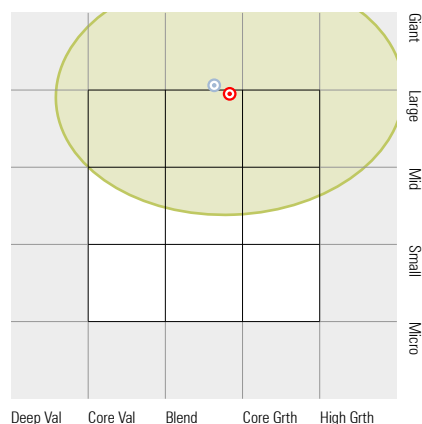 Giant
Large
Mid
Small
Micro
Deep Val
Core Val
Blend
Core Grth
High Grth